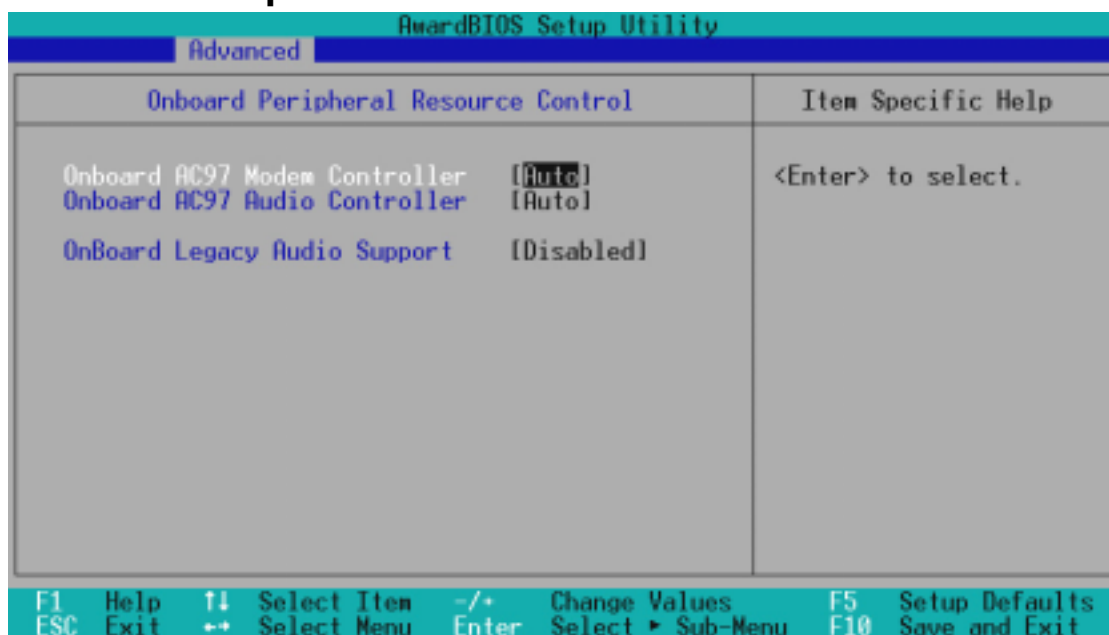 AwardBIOS Setup Utility
Advanced
Onboard Peripheral Resource Control
Item Specific Help
Onboard AC97 Modem Controller [Auto]
Onboard AC97 Audio Controller [Auto]
OnBoard Legacy Audio Support [Disabled]
<Enter> to select.
F1 Help ↑↓ Select Item -/+ Change Values F5 Setup Defaults
ESC Exit ←→ Select Menu Enter Select ► Sub-Menu F10 Save and Exit